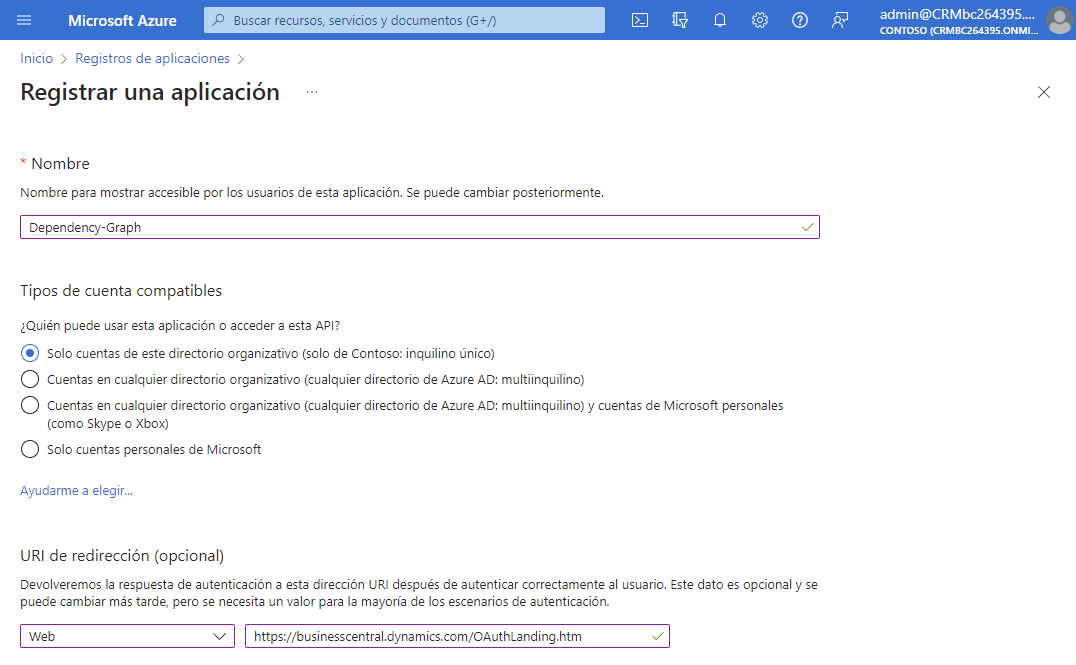 Microsoft Azure
Buscar recursos, servicios y documentos (G+/)
admin@CRMbc264395....
CONTOSO (CRMBC264395.ONMI...
Inicio > Registros de aplicaciones >
Registrar una aplicación ...
* Nombre
Nombre para mostrar accesible por los usuarios de esta aplicación. Se puede cambiar posteriormente.
Dependency-Graph
Tipos de cuenta compatibles
¿Quién puede usar esta aplicación o acceder a esta API?
Solo cuentas de este directorio organizativo (solo de Contoso: inquilino único)
Cuentas en cualquier directorio organizativo (cualquier directorio de Azure AD: multiinquilino)
Cuentas en cualquier directorio organizativo (cualquier directorio de Azure AD: multiinquilino) y cuentas de Microsoft personales
(como Skype o Xbox)
Solo cuentas personales de Microsoft
Ayudarme a elegir...
URI de redirección (opcional)
Devolveremos la respuesta de autenticación a esta dirección URI después de autenticar correctamente al usuario. Este dato es opcional y se
puede cambiar más tarde, pero se necesita un valor para la mayoría de los escenarios de autenticación.
Web
https://businesscentral.dynamics.com/OAuthLanding.htm